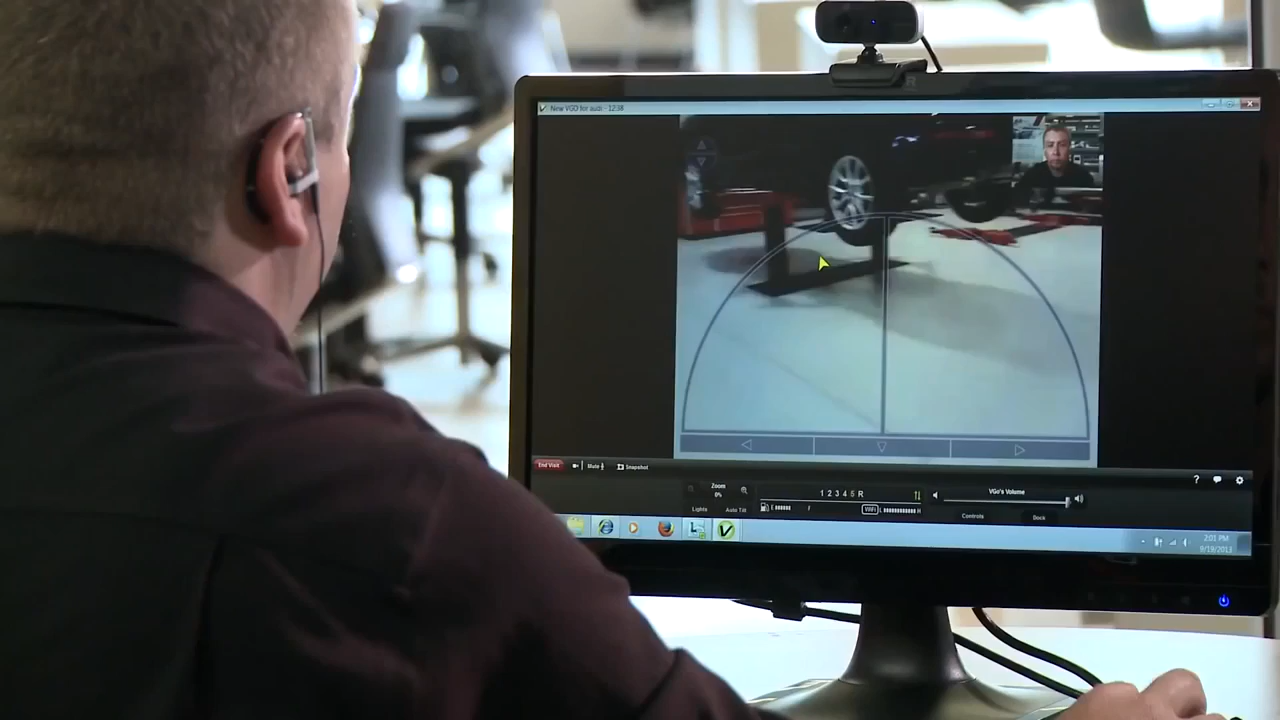 New VGO for audi - 12:38
End Visit
Mute
Snapshot
Zoom
0%
Lights
Auto Tilt
1 2 3 4 5 R
E
F
WiFi
L
H
VGo's Volume
Controls
Dock
?
2:01 PM
9/19/2013